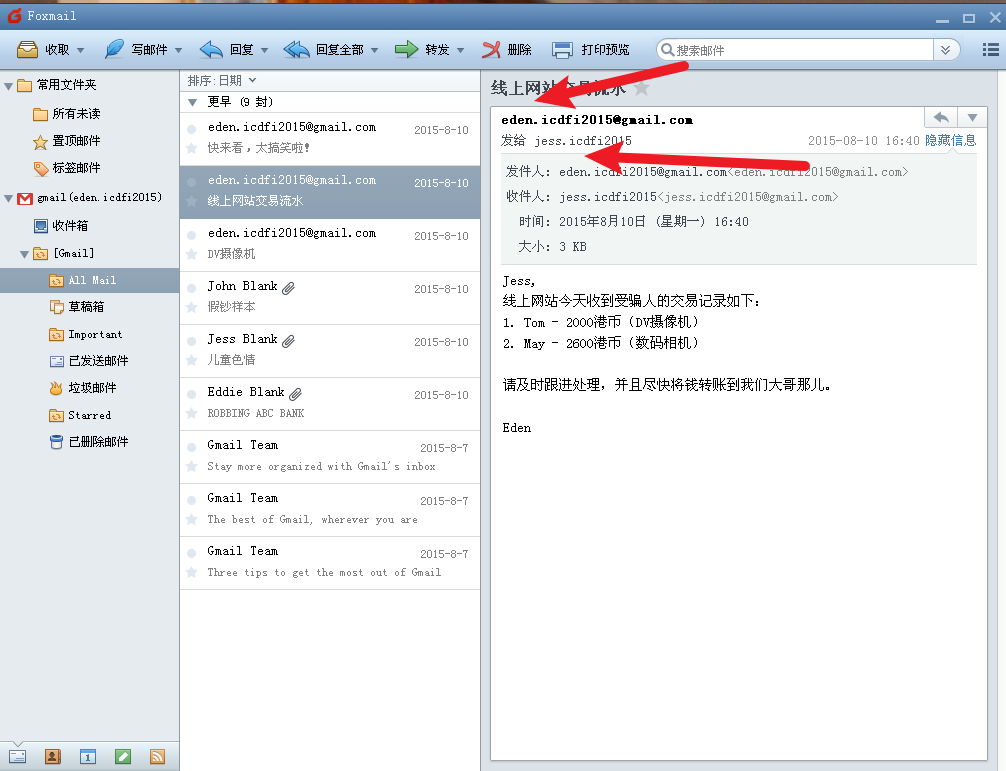 Foxmail
收取 写邮件 回复 回复全部 转发 删除 打印预览 搜索邮件
常用文件夹
所有未读
置顶邮件
标签邮件
gmail(eden.icdfi2015)
收件箱
[Gmail]
All Mail
草稿箱
Important
已发送邮件
垃圾邮件
Starred
已删除邮件
1
排序:日期
更早 (9 封)
eden.icdfi2015@gmail.com 2015-8-10
快来看，太搞笑啦!
eden.icdfi2015@gmail.com 2015-8-10
线上网站交易流水
eden.icdfi2015@gmail.com 2015-8-10
DV摄像机
John Blank 2015-8-10
假钞样本
Jess Blank 2015-8-10
儿童色情
Eddie Blank 2015-8-10
ROBBING ABC BANK
Gmail Team 2015-8-7
Stay more organized with Gmail's inbox
Gmail Team 2015-8-7
The best of Gmail, wherever you are
Gmail Team 2015-8-7
Three tips to get the most out of Gmail
线上网站交易流水
eden.icdfi2015@gmail.com
发给 jess.icdfi2015 2015-08-10 16:40 隐藏信息
发件人: eden.icdfi2015@gmail.com<eden.icdfi2015@gmail.com>
收件人: jess.icdfi2015<jess.icdfi2015@gmail.com>
时间: 2015年8月10日 (星期一) 16:40
大小: 3 KB
Jess,
线上网站今天收到受骗人的交易记录如下:
1. Tom - 2000港币（DV摄像机）
2. May - 2600港币（数码相机）
请及时跟进处理，并且尽快将钱转账到我们大哥那儿。
Eden